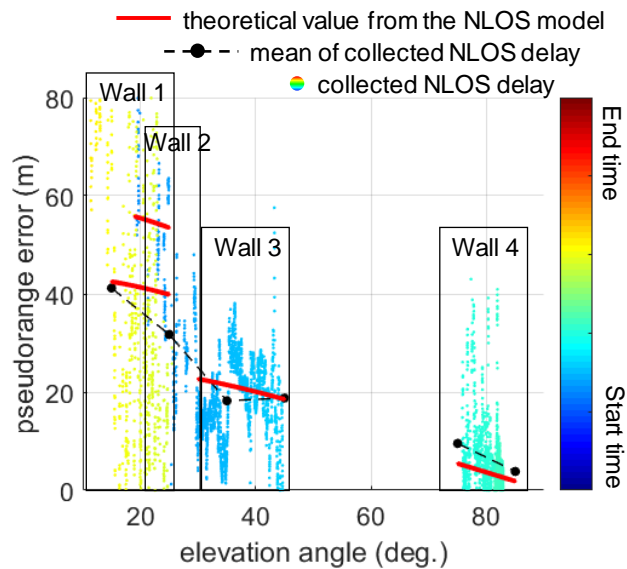 theoretical value from the NLOS model
mean of collected NLOS delay
collected NLOS delay
Wall 1
Wall 2
Wall 3
Wall 4
80
60
40
20
0
pseudorange error (m)
20
40
60
80
elevation angle (deg.)
End time
Start time